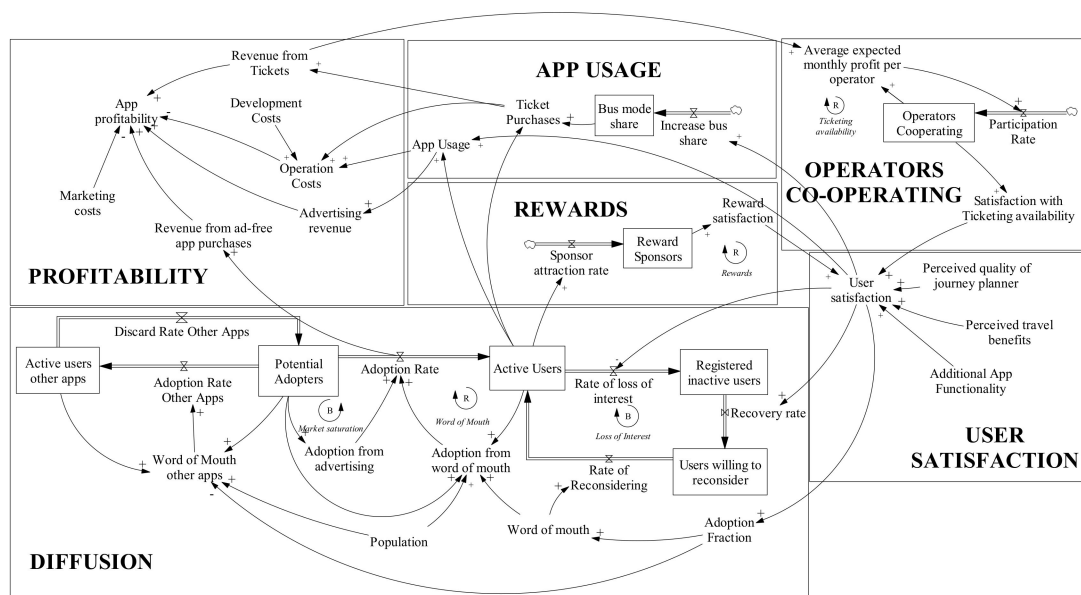 Revenue from
Tickets
App
profitability
Development
Costs
Operation
Costs
Marketing
costs
Advertising
revenue
Revenue from ad-free
app purchases
PROFITABILITY
APP USAGE
Ticket
Purchases
Bus mode
share
Increase bus
share
App Usage
REWARDS
Reward
satisfaction
Sponsor
attraction rate
Reward
Sponsors
R
Rewards
Average expected
monthly profit per
operator
R
Ticketing
availability
Operators
Cooperating
Participation
Rate
OPERATORS
CO-OPERATING
Satisfaction with
Ticketing availability
User
satisfaction
Perceived quality of
journey planner
Perceived travel
benefits
Additional App
Functionality
USER
SATISFACTION
Discard Rate Other Apps
Active users
other apps
Adoption Rate
Other Apps
Potential
Adopters
Adoption Rate
Active Users
Rate of loss of
interest
Registered
inactive users
B
Market saturation
R
Word of Mouth
B
Loss of Interest
Recovery rate
Word of Mouth
other apps
Adoption from
advertising
Adoption from
word of mouth
Rate of
Reconsidering
Users willing to
reconsider
Population
Word of mouth
Adoption
Fraction
DIFFUSION